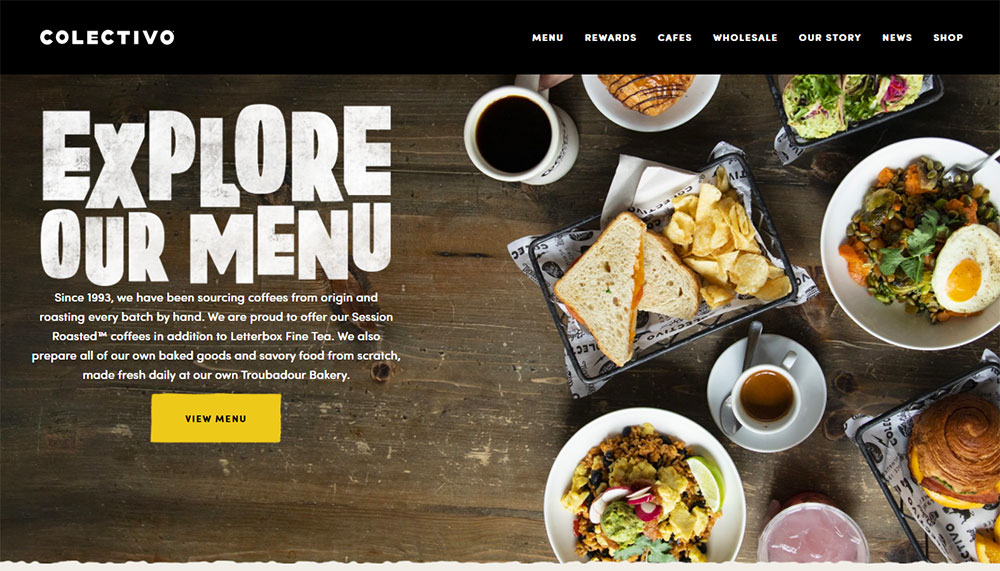 COLECTIVO
MENU REWARDS CAFES WHOLESALE OUR STORY NEWS SHOP
EXPLORE
OUR MENU
Since 1993, we have been sourcing coffees from origin and
roasting every batch by hand. We are proud to offer our Session
Roasted™ coffees in addition to Letterbox Fine Tea. We also
prepare all of our own baked goods and savory food from scratch,
made fresh daily at our own Troubadour Bakery.
VIEW MENU